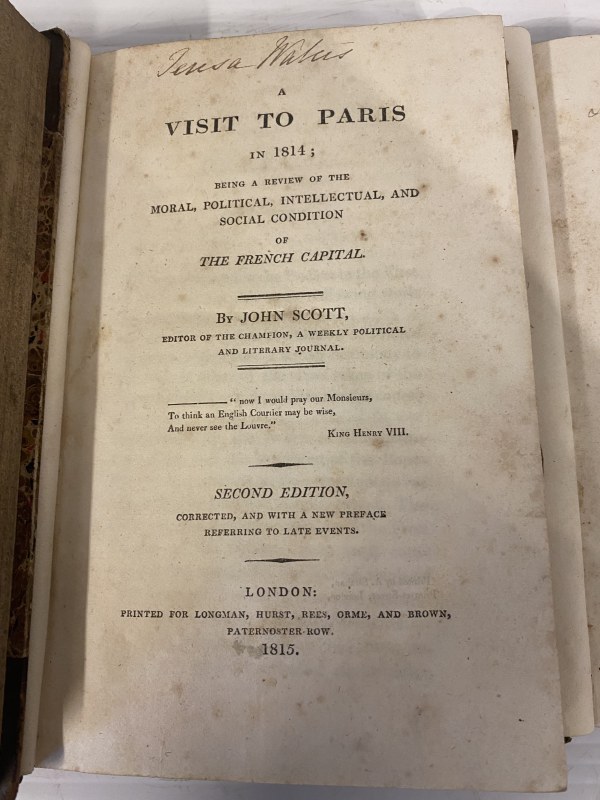 Teresa
A
VISIT TO PARIS
IN 1814;
BEING A REVIEW OF THE
MORAL, POLITICAL, INTELLECTUAL, AND
SOCIAL CONDITION
OF
THE FRENCH CAPITAL.
By JOHN SCOTT,
EDITOR OF THE CHAMPION, A WEEKLY POLITICAL
AND LITERARY JOURNAL.
“ now I would pray our Monsieurs,
To think an English Courtier may be wise,
And never see the Louvre.”
KING HENRY VIII.
SECOND EDITION,
CORRECTED, AND WITH A NEW PREFACE
REFERRING TO LATE EVENTS.
LONDON:
PRINTED FOR LONGMAN, HURST, REES, ORME, AND BROWN,
PATERNOSTER-ROW.
1815.